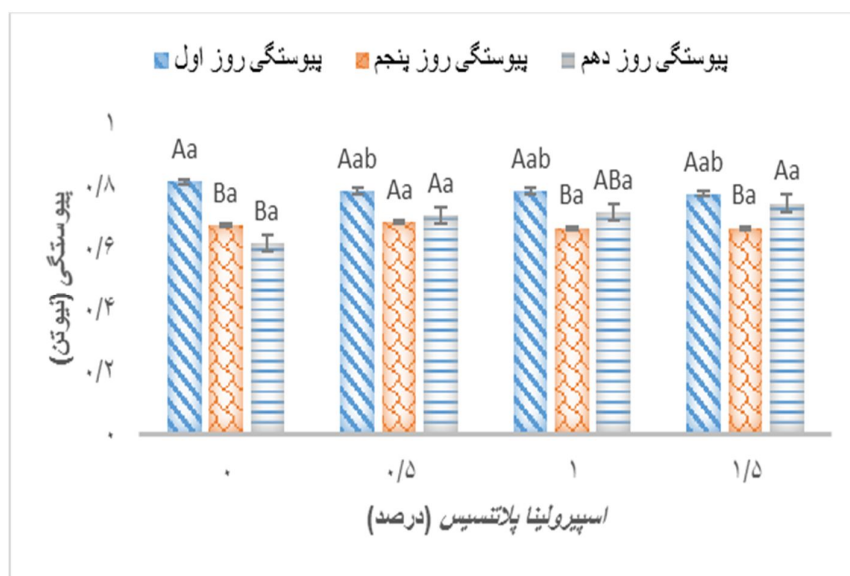 پیوستگی روز اول پیوستگی روز پنجم پیوستگی روز دهم
پیوستگی (نیوتن)
۱
۰/۸
۰/۶
۰/۴
۰/۲
۰
Aa Ba Ba
Aab Aa Aa
Aab Ba ABa
Aab Ba Aa
۰ ۰/۵ ۱ ۱/۵
اسپیرولینا پلاتنسیس (درصد)